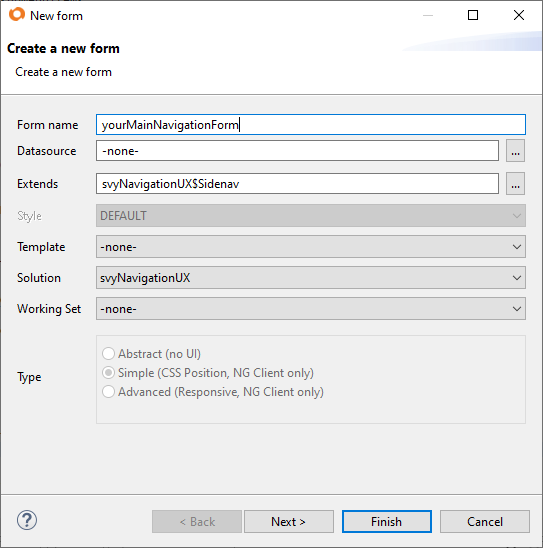 New form
Create a new form
Create a new form
Form name yourMainNavigationForm
Datasource -none- ...
Extends svyNavigationUX$Sidenav ...
Style DEFAULT
Template -none-
Solution svyNavigationUX
Working Set -none-
Abstract (no UI)
Type Simple (CSS Position, NG Client only)
Advanced (Responsive, NG Client only)
? < Back Next > Finish Cancel